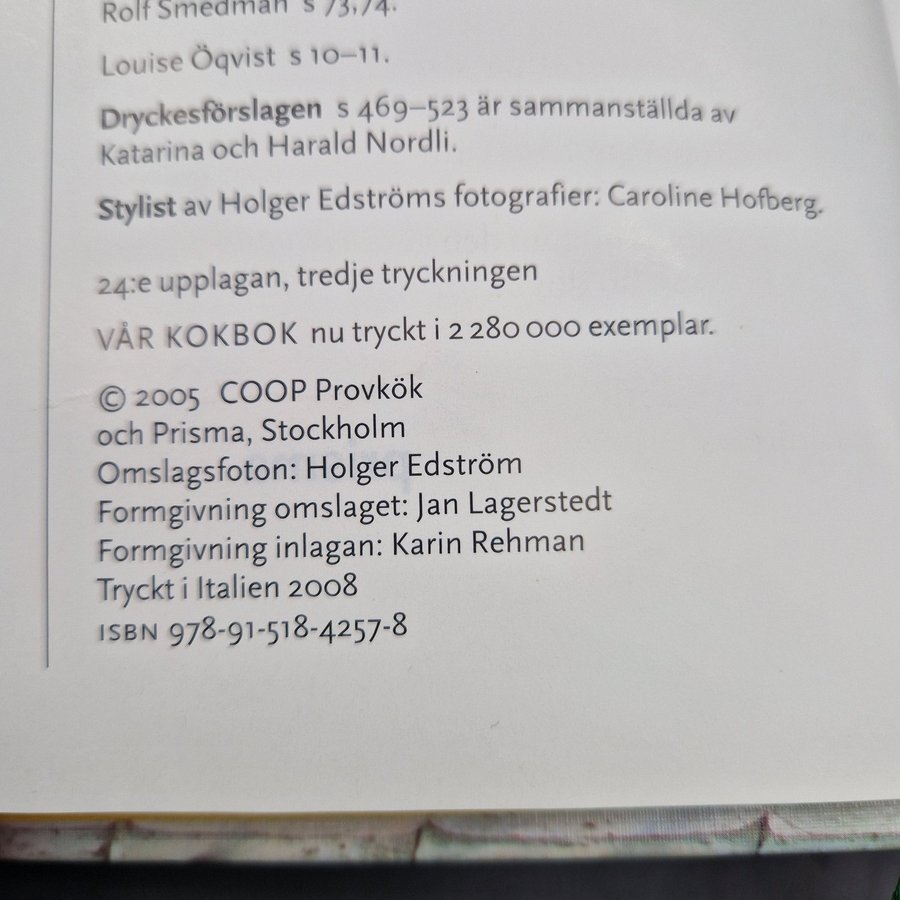 Rolf Smedman s 73, 74.
Louise Öqvist s 10–11.
Dryckesförslagen s 469–523 är sammanställda av
Katarina och Harald Nordli.
Stylist av Holger Edströms fotografier: Caroline Hofberg.
24:e upplagan, tredje tryckningen
VÅR KOKBOK nu tryckt i 2 280 000 exemplar.
© 2005 COOP Provkök
och Prisma, Stockholm
Omslagsfoton: Holger Edström
Formgivning omslaget: Jan Lagerstedt
Formgivning inlagan: Karin Rehman
Tryckt i Italien 2008
ISBN 978-91-518-4257-8